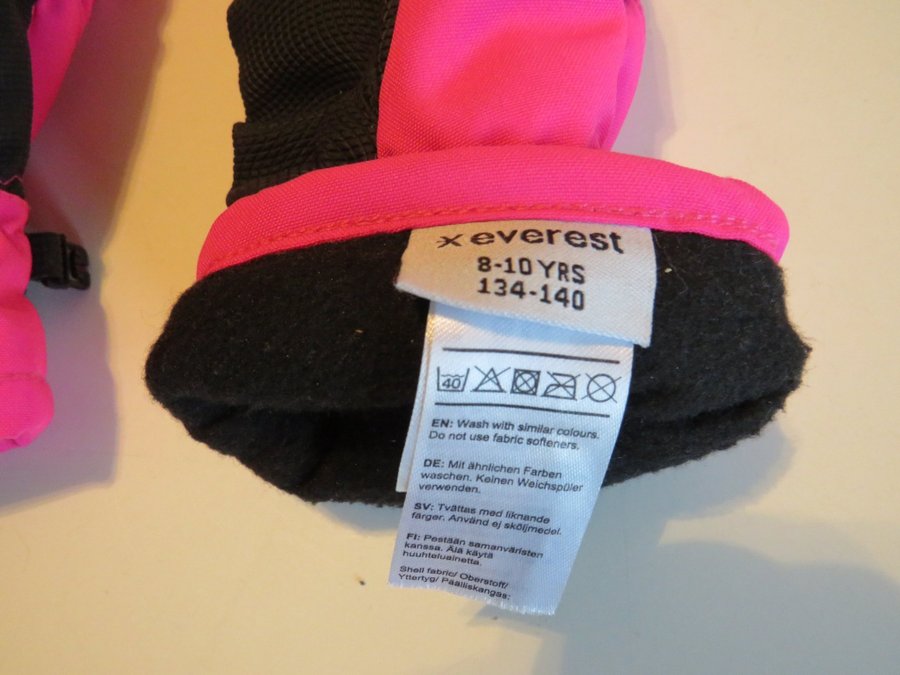 everest
8-10 YRS
134-140
40
EN: Wash with similar colours.
Do not use fabric softeners.
DE: Mit ähnlichen Farben
waschen. Keinen Weichspüler
verwenden.
SV: Tvättas med liknande
färger. Använd ej sköljmedel.
FI: Pestään samanväristen
kanssa. Älä käytä
huuhteluainetta.
Shell fabric/ Oberstoff/
Yttertyg/ Päälliskangas: